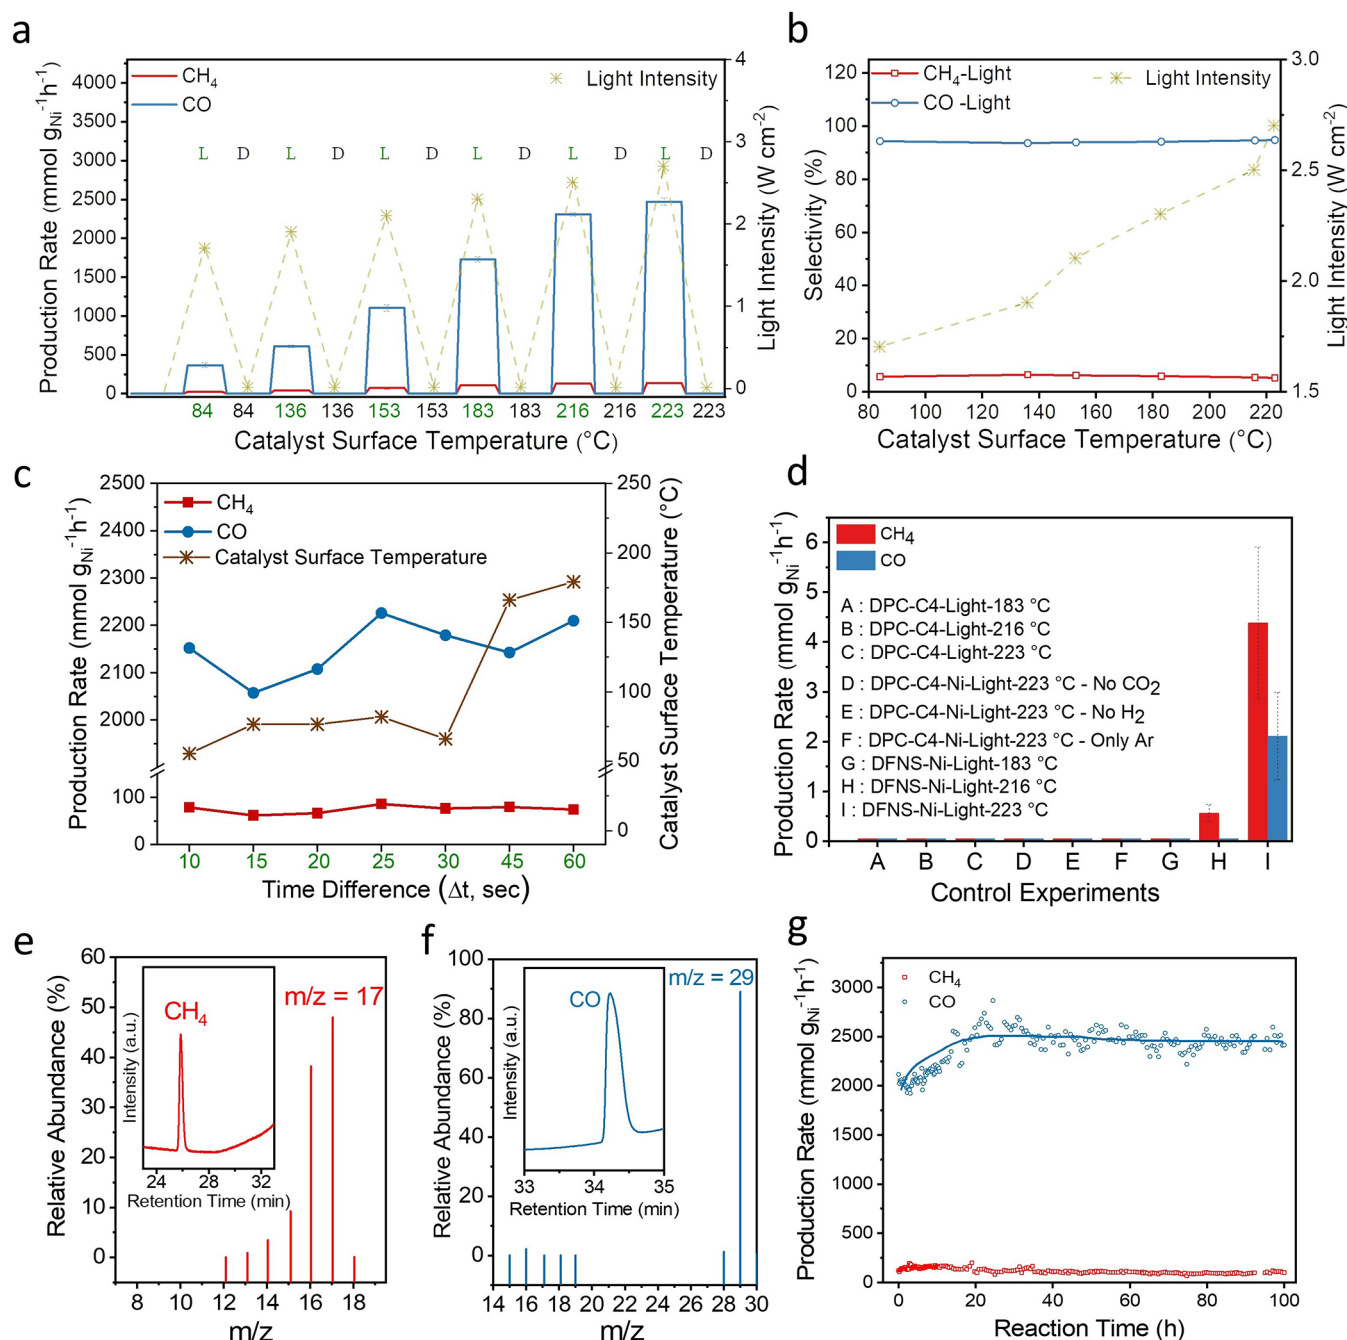 a
CH4
CO
Light Intensity
L D L D L D L D L D L D
4000
3500
3000
2500
2000
1750
1500
1250
1000
750
500
250
0
4
3
2
1
0
Production Rate (mmol gNi-1h-1)
Light Intensity (W cm-2)
84 84 136 136 153 153 183 183 216 216 223 223
Catalyst Surface Temperature (°C)
b
CH4-Light
CO -Light
Light Intensity
120
100
80
60
40
20
0
3.0
2.5
2.0
1.5
Selectivity (%)
Light Intensity (W cm-2)
80 100 120 140 160 180 200 220
Catalyst Surface Temperature (°C)
c
CH4
CO
Catalyst Surface Temperature
2500
2400
2300
2200
2100
2000
100
0
250
200
150
100
50
0
Production Rate (mmol gNi-1h-1)
Catalyst Surface Temperature (°C)
10 15 20 25 30 45 60
Time Difference (Δt, sec)
d
CH4
CO
A : DPC-C4-Light-183 °C
B : DPC-C4-Light-216 °C
C : DPC-C4-Light-223 °C
D : DPC-C4-Ni-Light-223 °C - No CO2
E : DPC-C4-Ni-Light-223 °C - No H2
F : DPC-C4-Ni-Light-223 °C - Only Ar
G : DFNS-Ni-Light-183 °C
H : DFNS-Ni-Light-216 °C
I : DFNS-Ni-Light-223 °C
6
5
4
3
2
1
0
Production Rate (mmol gNi-1h-1)
A B C D E F G H I
Control Experiments
e
60
50
40
30
20
10
0
Relative Abundance (%)
m/z = 17
CH4
Intensity (a.u.)
24 28 32
Retention Time (min)
8 10 12 14 16 18
m/z
f
100
80
60
40
20
0
Relative Abundance (%)
m/z = 29
CO
Intensity (a.u.)
33 34 35
Retention Time (min)
14 16 18 20 22 24 26 28 30
m/z
g
CH4
CO
3000
2500
2000
1500
1000
500
0
Production Rate (mmol gNi-1h-1)
0 20 40 60 80 100
Reaction Time (h)